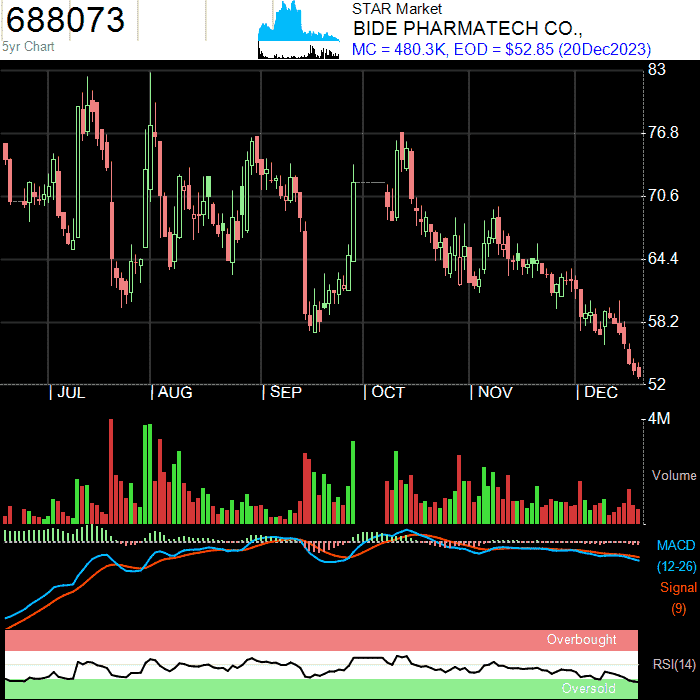 688073
5yr Chart
STAR Market
BIDE PHARMATECH CO.,
MC = 480.3K, EOD = $52.85 (20Dec2023)
83
76.8
70.6
64.4
58.2
52
| JUL | AUG | SEP | OCT | NOV | DEC
4M
Volume
MACD
(12-26)
Signal
(9)
Overbought
RSI(14)
Oversold